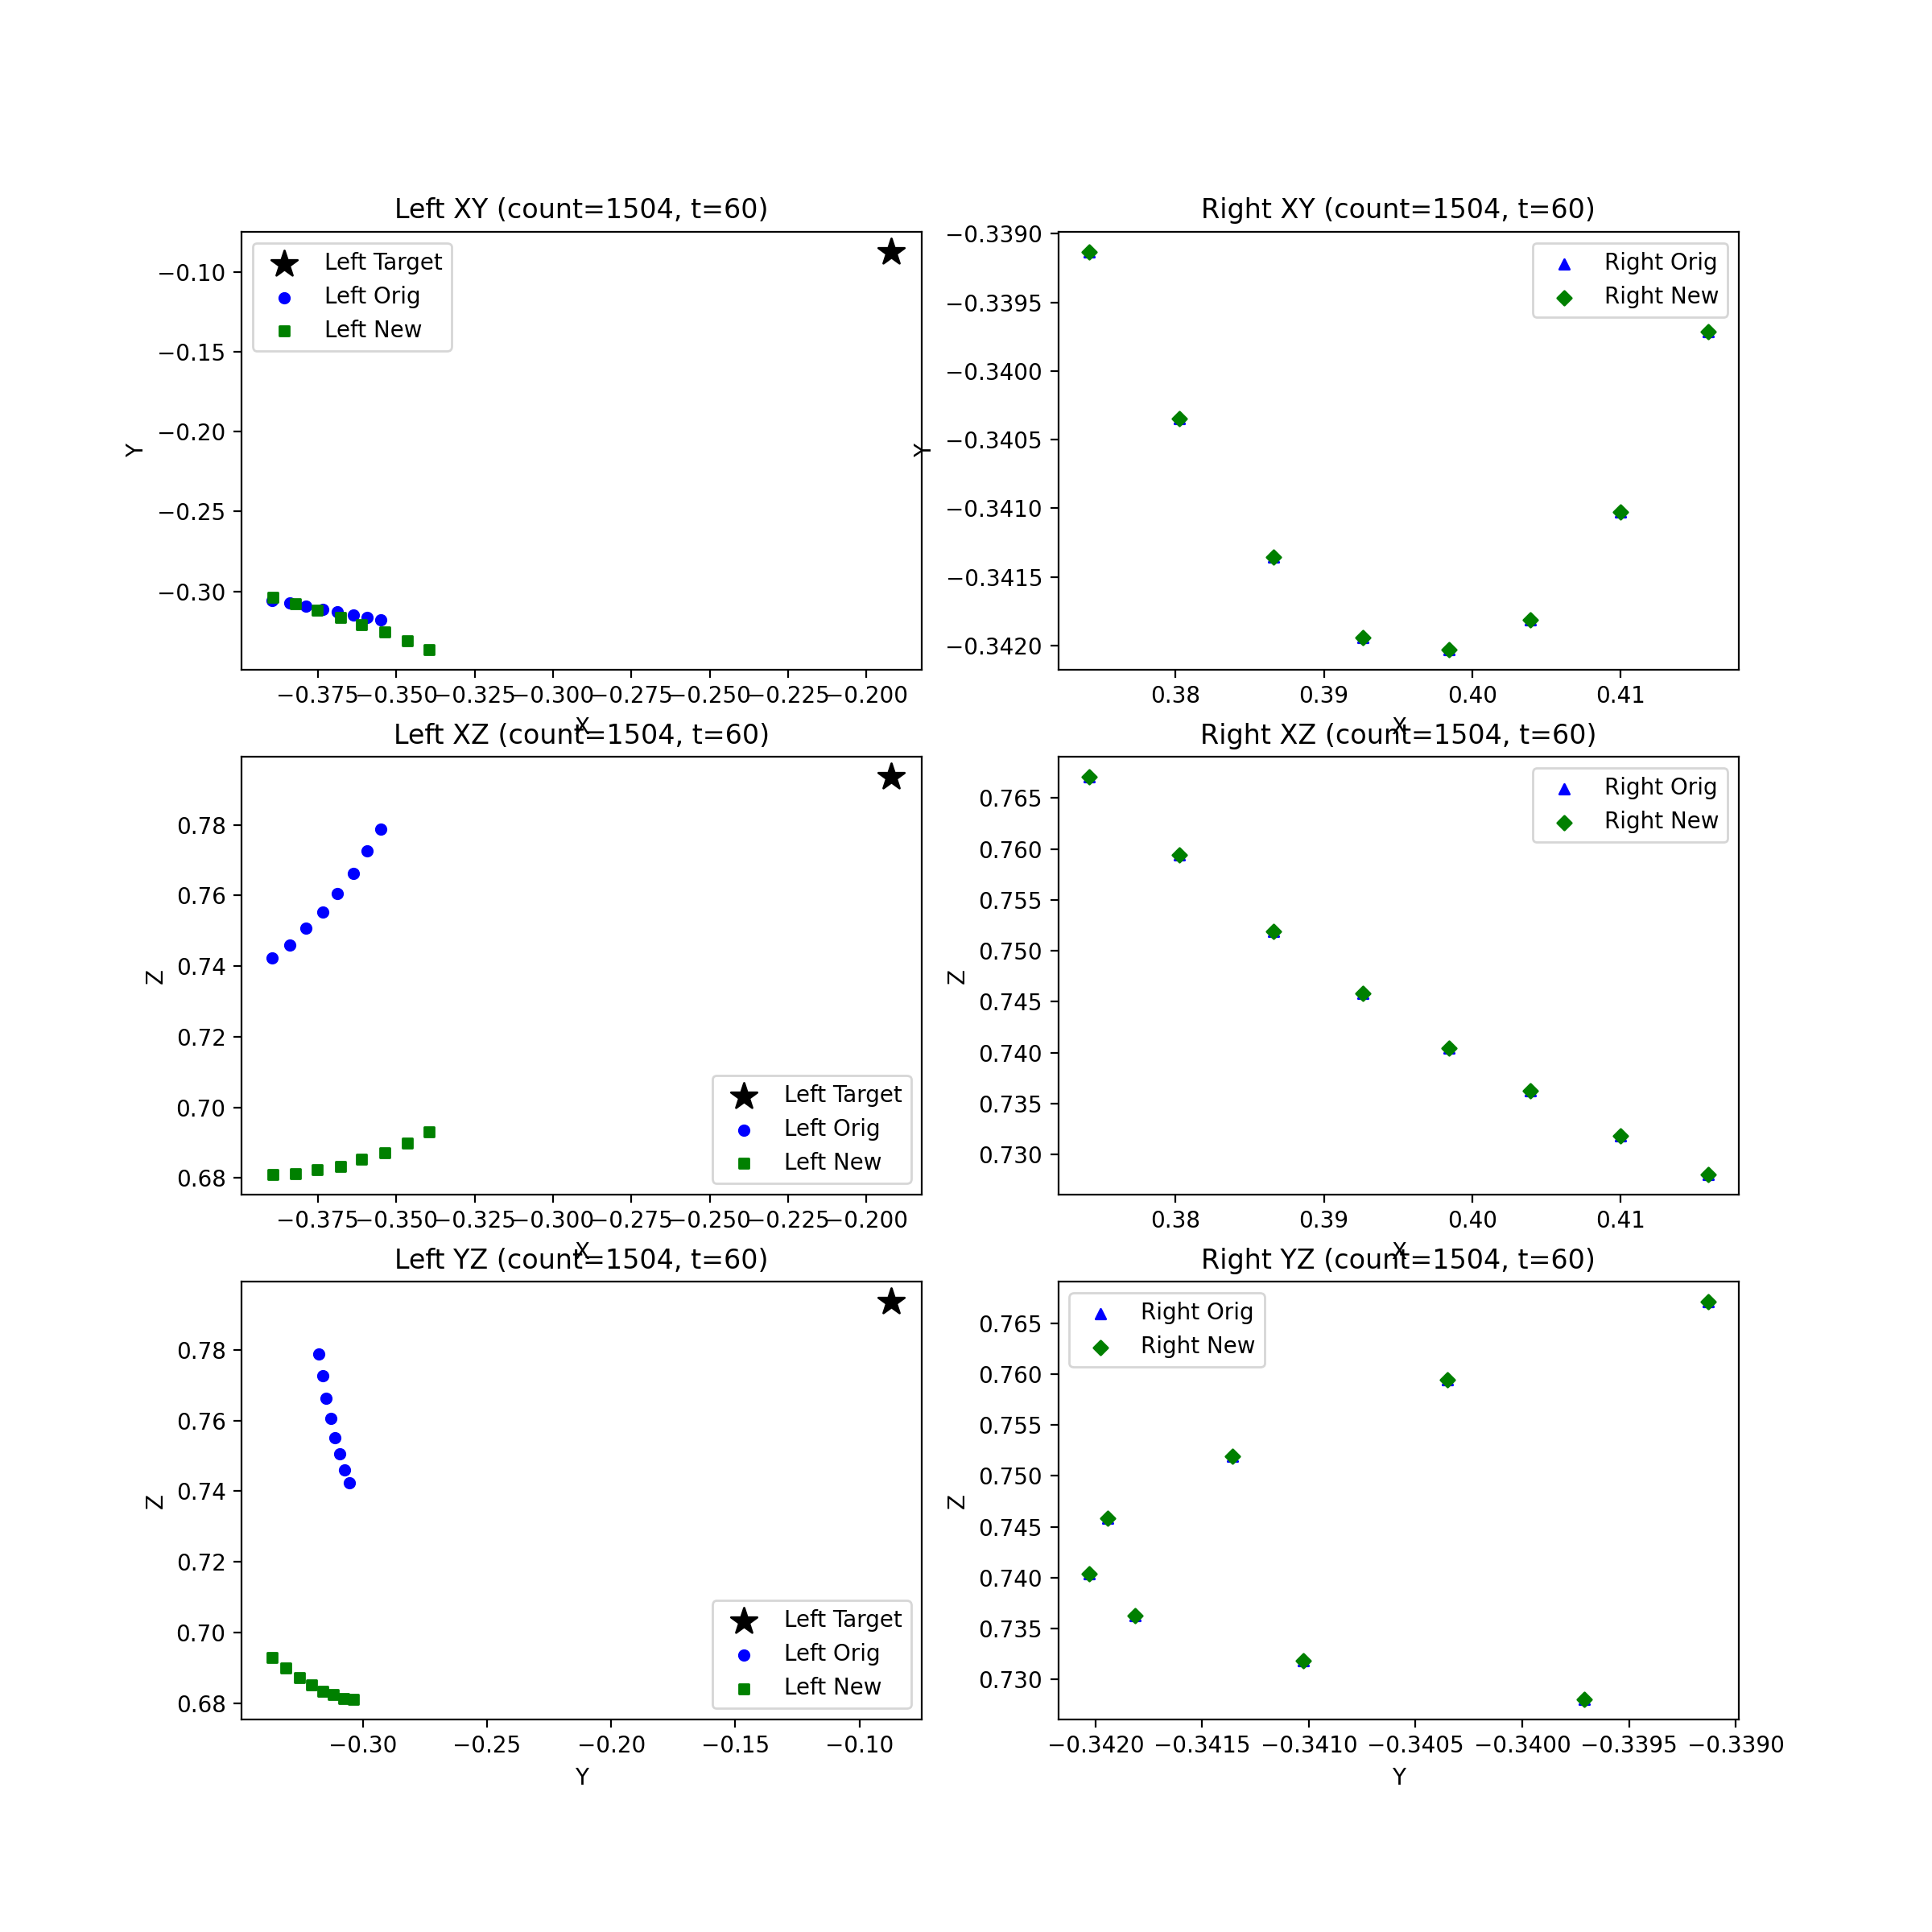 Left XY (count=1504, t=60)
Left Target
Left Orig
Left New
−0.10
−0.15
−0.20
−0.25
−0.30
Y
−0.375
−0.350
−0.325
−0.300
−0.275
−0.250
−0.225
−0.200
X
Right XY (count=1504, t=60)
Right Orig
Right New
−0.3390
−0.3395
−0.3400
−0.3405
−0.3410
−0.3415
−0.3420
Y
0.38
0.39
0.40
0.41
X
Left XZ (count=1504, t=60)
Left Target
Left Orig
Left New
0.78
0.76
0.74
0.72
0.70
0.68
Z
−0.375
−0.350
−0.325
−0.300
−0.275
−0.250
−0.225
−0.200
X
Right XZ (count=1504, t=60)
Right Orig
Right New
0.765
0.760
0.755
0.750
0.745
0.740
0.735
0.730
Z
0.38
0.39
0.40
0.41
X
Left YZ (count=1504, t=60)
Left Target
Left Orig
Left New
0.78
0.76
0.74
0.72
0.70
0.68
Z
−0.30
−0.25
−0.20
−0.15
−0.10
Y
Right YZ (count=1504, t=60)
Right Orig
Right New
0.765
0.760
0.755
0.750
0.745
0.740
0.735
0.730
Z
−0.3420
−0.3415
−0.3410
−0.3405
−0.3400
−0.3395
−0.3390
Y